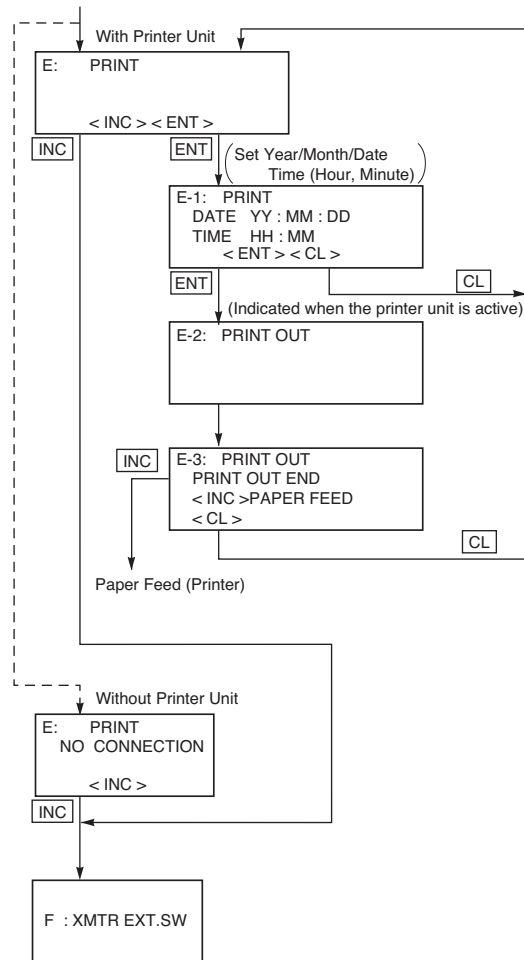 With Printer Unit
E: PRINT
< INC > < ENT >
INC
ENT
(Set Year/Month/Date
Time (Hour, Minute))
E-1: PRINT
DATE YY : MM : DD
TIME HH : MM
< ENT > < CL >
ENT
CL
(Indicated when the printer unit is active)
E-2: PRINT OUT
INC
E-3: PRINT OUT
PRINT OUT END
< INC >PAPER FEED
< CL >
CL
Paper Feed (Printer)
Without Printer Unit
E: PRINT
NO CONNECTION
< INC >
INC
F : XMTR EXT.SW